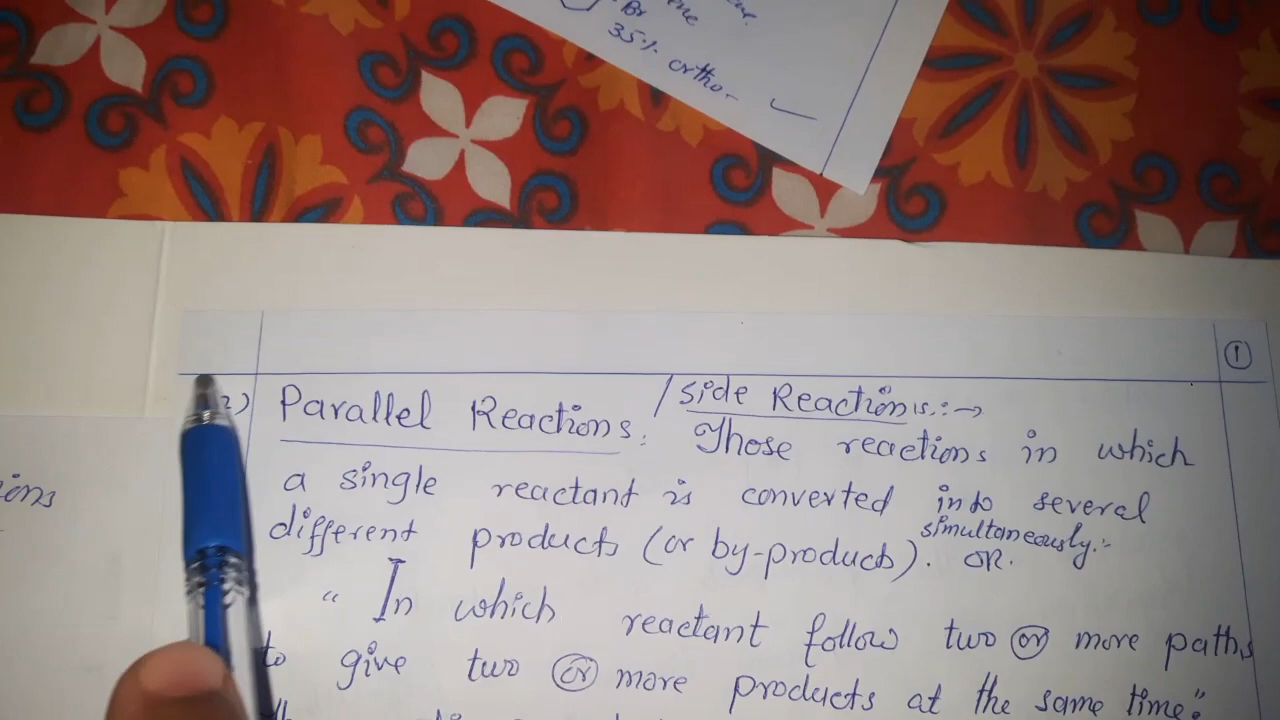 Br
35% ortho-
1
2) Parallel Reactions / Side Reactions:→
Those reactions in which
a single reactant is converted into several
different products (or by-products). simultaneously:- OR.
" In which reactant follow two or more paths
to give two or more products at the same time."